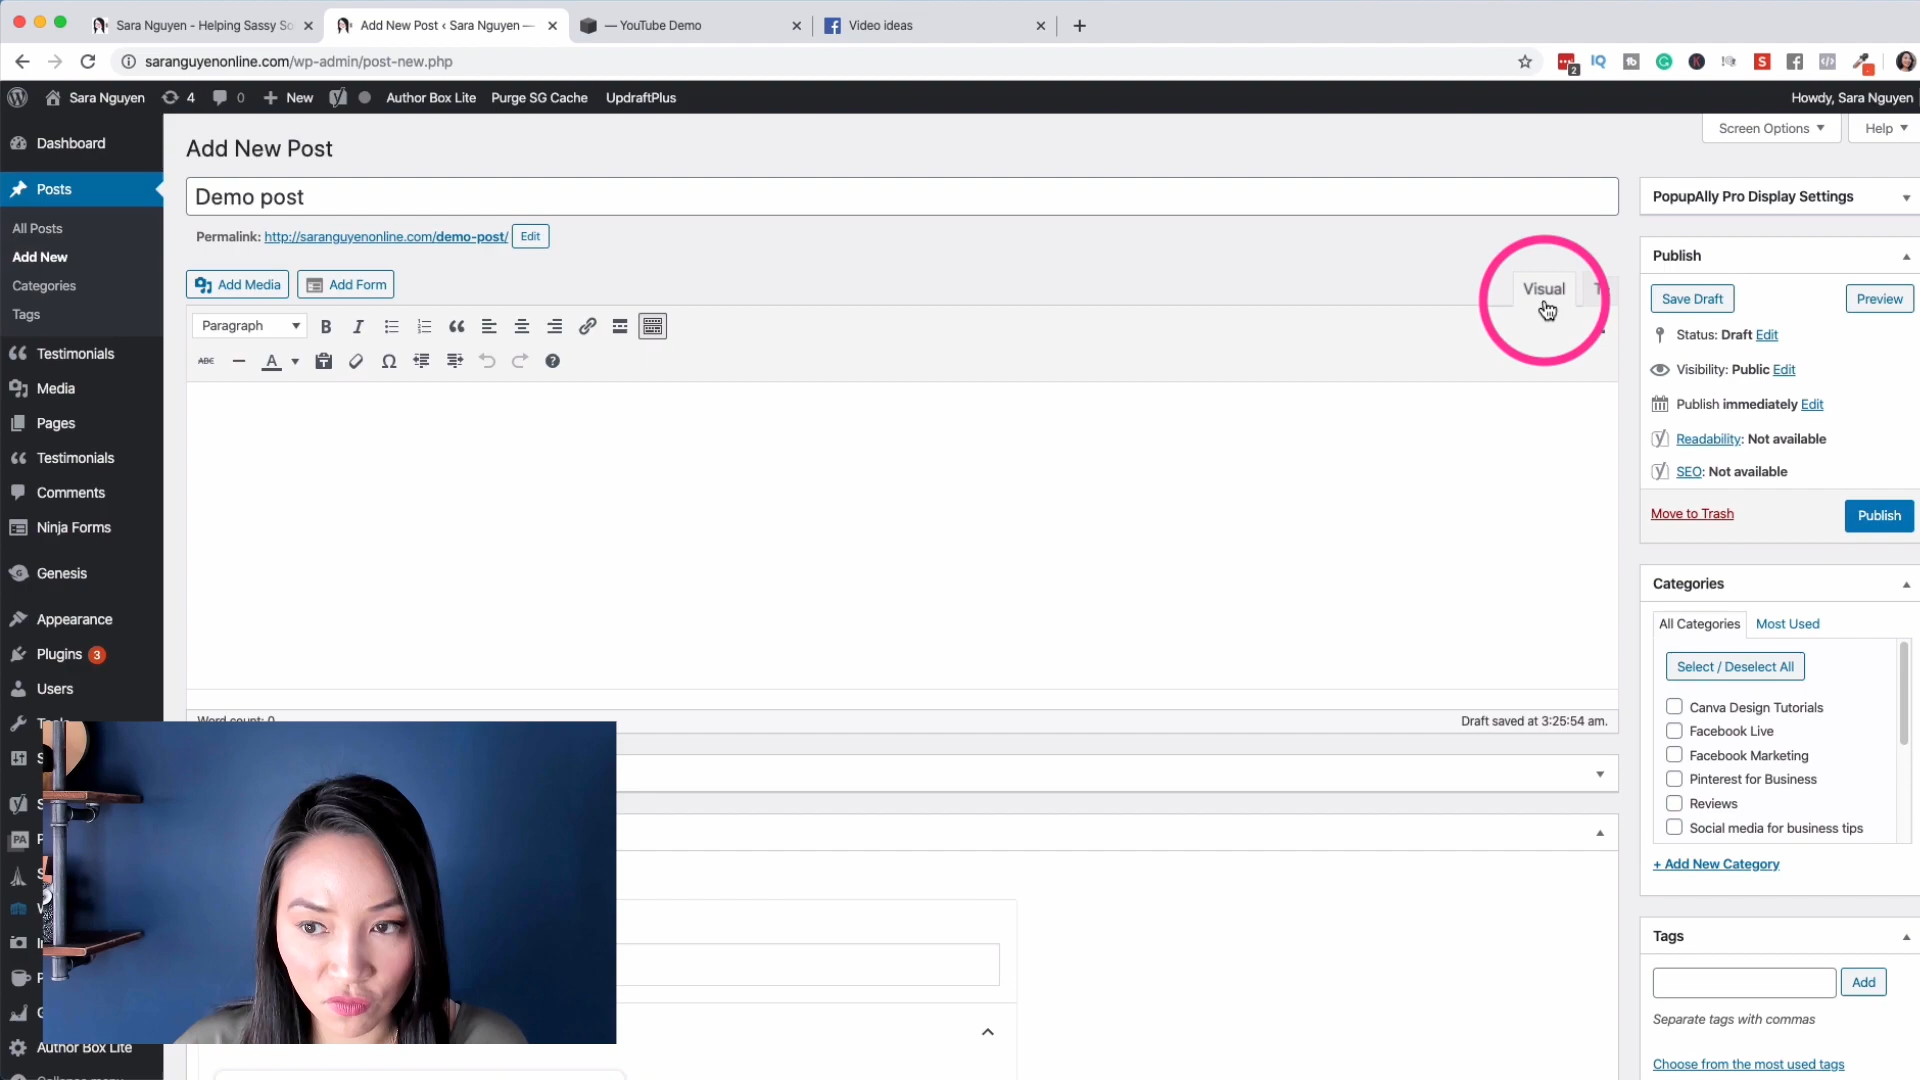 Sara Nguyen - Helping Sassy So
Add New Post ‹ Sara Nguyen —
— YouTube Demo
Video ideas
saranguyenonline.com/wp-admin/post-new.php
Sara Nguyen
4
0
New
Author Box Lite
Purge SG Cache
UpdraftPlus
Howdy, Sara Nguyen
Screen Options
Help
Dashboard
Posts
All Posts
Add New
Categories
Tags
Testimonials
Media
Pages
Testimonials
Comments
Ninja Forms
Genesis
Appearance
Plugins 3
Users
Author Box Lite
Add New Post
Demo post
Permalink: http://saranguyenonline.com/demo-post/ Edit
Add Media
Add Form
Visual
Paragraph
B I
ABC
A
Word count: 0
Draft saved at 3:25:54 am.
PopupAlly Pro Display Settings
Publish
Save Draft
Preview
Status: Draft Edit
Visibility: Public Edit
Publish immediately Edit
Readability: Not available
SEO: Not available
Move to Trash
Publish
Categories
All Categories
Most Used
Select / Deselect All
Canva Design Tutorials
Facebook Live
Facebook Marketing
Pinterest for Business
Reviews
Social media for business tips
+ Add New Category
Tags
Add
Separate tags with commas
Choose from the most used tags